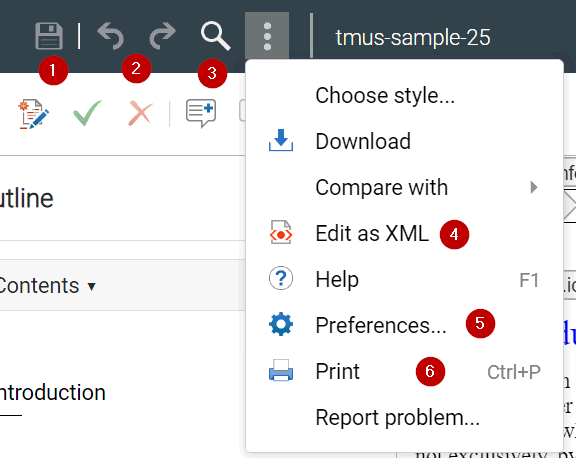 tmus-sample-25
1
2
3
Choose style...
Download
Compare with
Edit as XML 4
Help F1
Preferences... 5
Print 6 Ctrl+P
Report problem...
utline
Contents
ntroduction